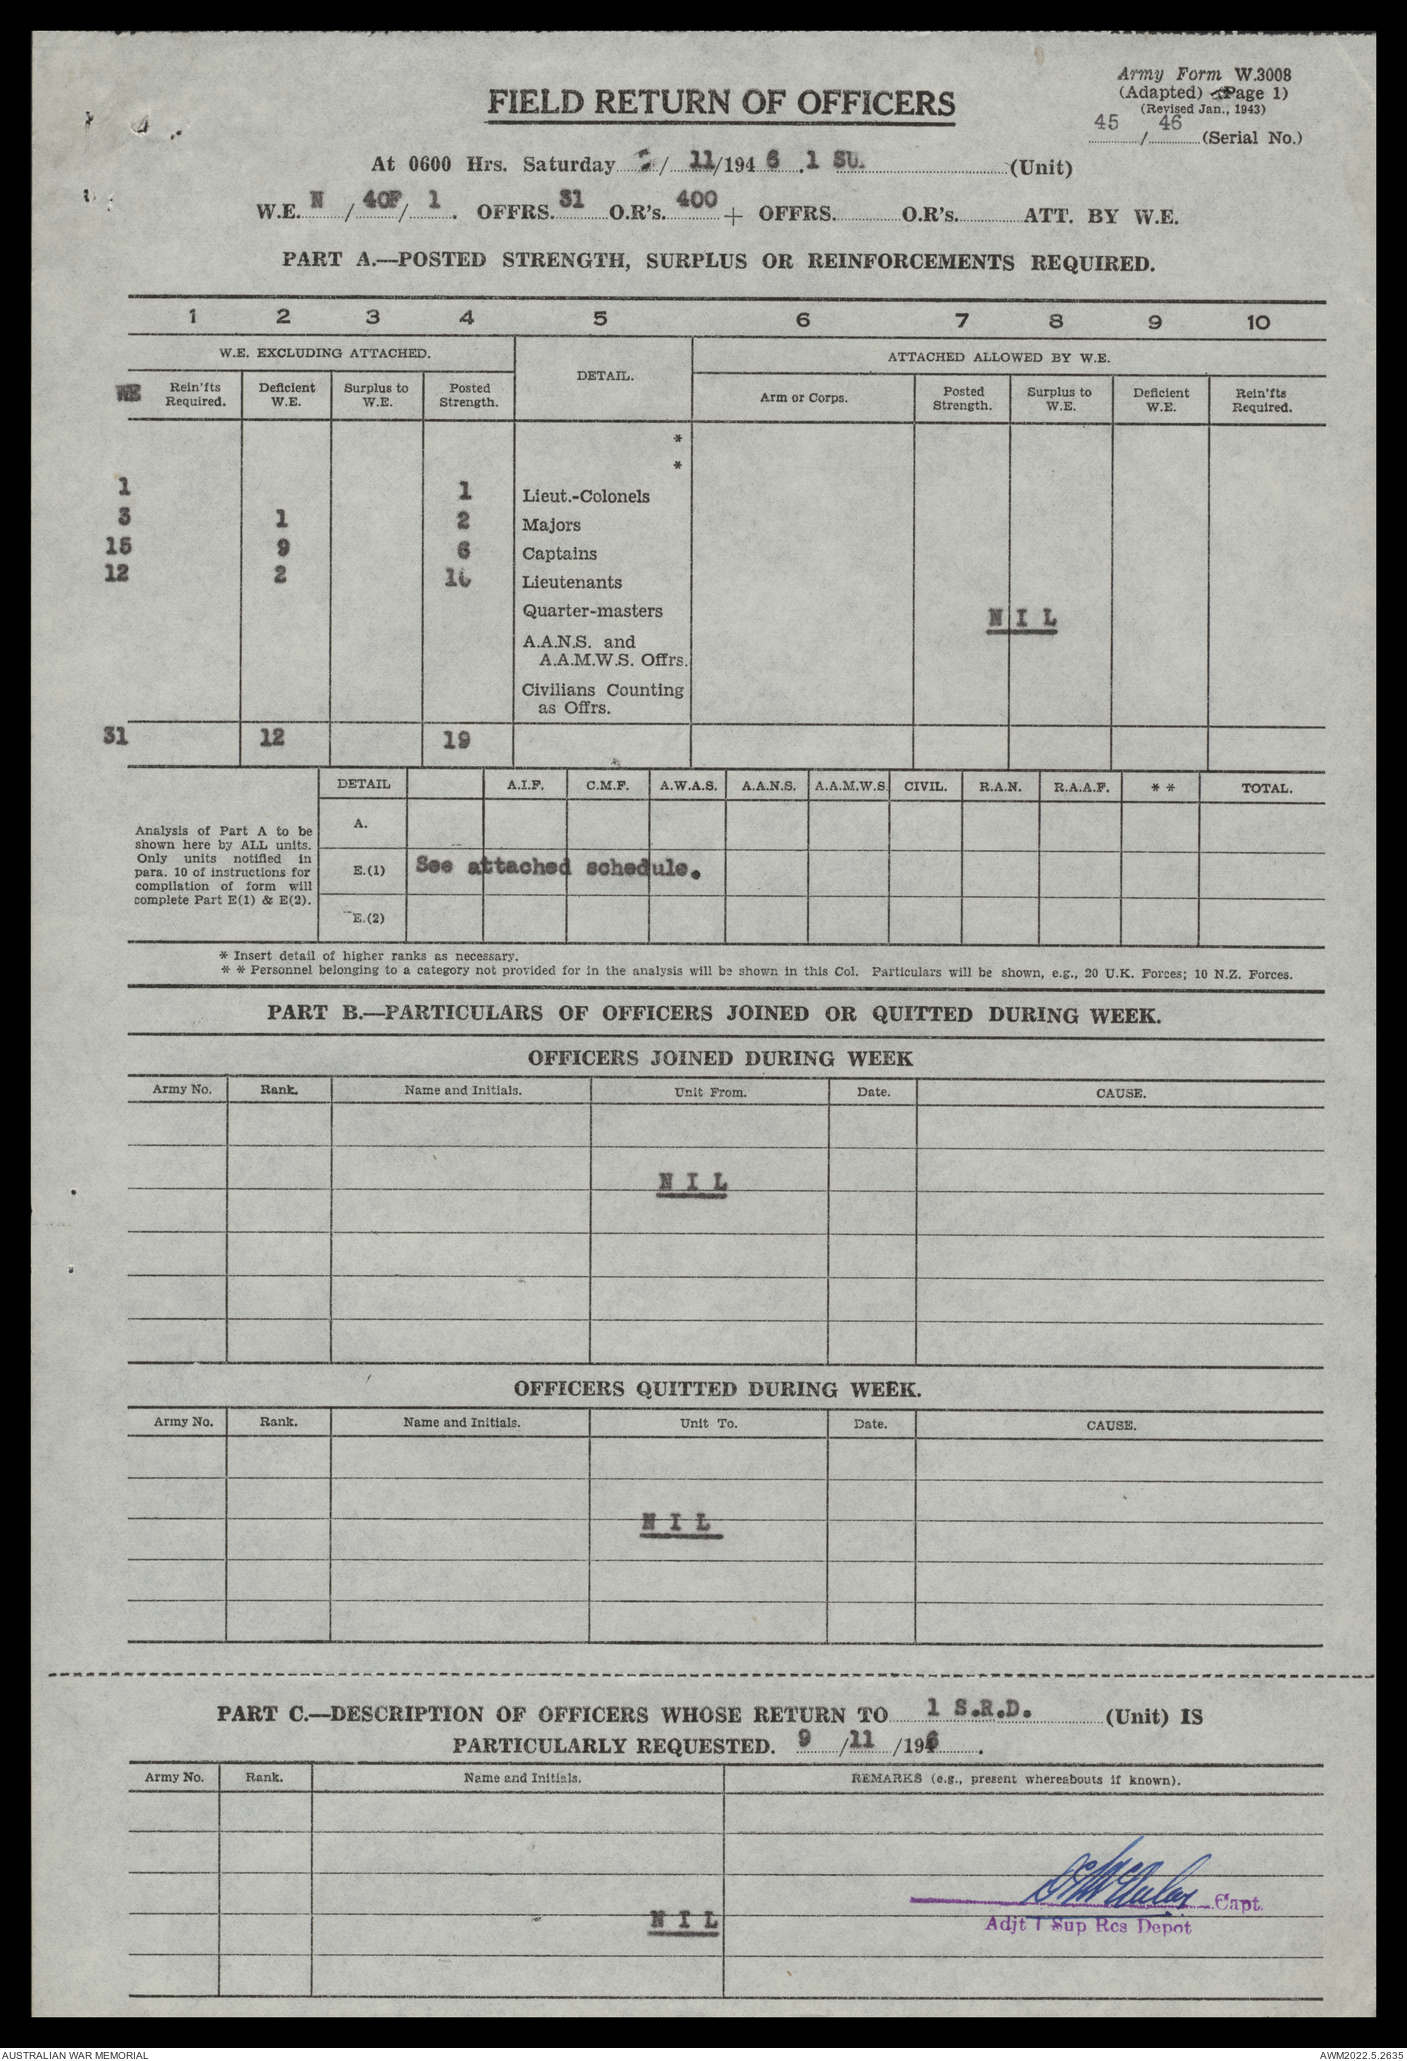 Army Form W.3008
FIELD RETURN OF OFFICERS
(Adapted) (Page 1)
(Revised Jan., 1943)
45 / 46 (Serial No.)
At 0600 Hrs. Saturday / 11/1946. 1 SU. (Unit)
W.E. N / 40F / 1. OFFRS. 31 O.R's. 400 + OFFRS. O.R's. ATT. BY W.E.
PART A.—POSTED STRENGTH, SURPLUS OR REINFORCEMENTS REQUIRED.
1 2 3 4 5 6 7 8 9 10
W.E. EXCLUDING ATTACHED. DETAIL. ATTACHED ALLOWED BY W.E.
WE Rein'fts Required. Deficient W.E. Surplus to W.E. Posted Strength. Arm or Corps. Posted Strength. Surplus to W.E. Deficient W.E. Rein'fts Required.
*
*
1 1 Lieut.-Colonels
3 1 2 Majors
15 9 6 Captains
12 2 10 Lieutenants
Quarter-masters
NIL
A.A.N.S. and
A.A.M.W.S. Offrs.
Civilians Counting
as Offrs.
31 12 19
DETAIL A.I.F. C.M.F. A.W.A.S. A.A.N.S. A.A.M.W.S. CIVIL. R.A.N. R.A.A.F. * * TOTAL.
Analysis of Part A to be
shown here by ALL units.
Only units notified in
para. 10 of instructions for
compilation of form will
complete Part E(1) & E(2).
A.
E.(1) See attached schedule.
E.(2)
* Insert detail of higher ranks as necessary.
* * Personnel belonging to a category not provided for in the analysis will be shown in this Col. Particulars will be shown, e.g., 20 U.K. Forces; 10 N.Z. Forces.
PART B.—PARTICULARS OF OFFICERS JOINED OR QUITTED DURING WEEK.
OFFICERS JOINED DURING WEEK
Army No. Rank. Name and Initials. Unit From. Date. CAUSE.
NIL
OFFICERS QUITTED DURING WEEK.
Army No. Rank. Name and Initials. Unit To. Date. CAUSE.
NIL
PART C.—DESCRIPTION OF OFFICERS WHOSE RETURN TO 1 S.R.D. (Unit) IS
PARTICULARLY REQUESTED. 9 /11 /1946.
Army No. Rank. Name and Initials. REMARKS (e.g., present whereabouts if known).
Capt.
NIL
Adjt 1 Sup Res Depot
AUSTRALIAN WAR MEMORIAL
AWM2022.5.2635